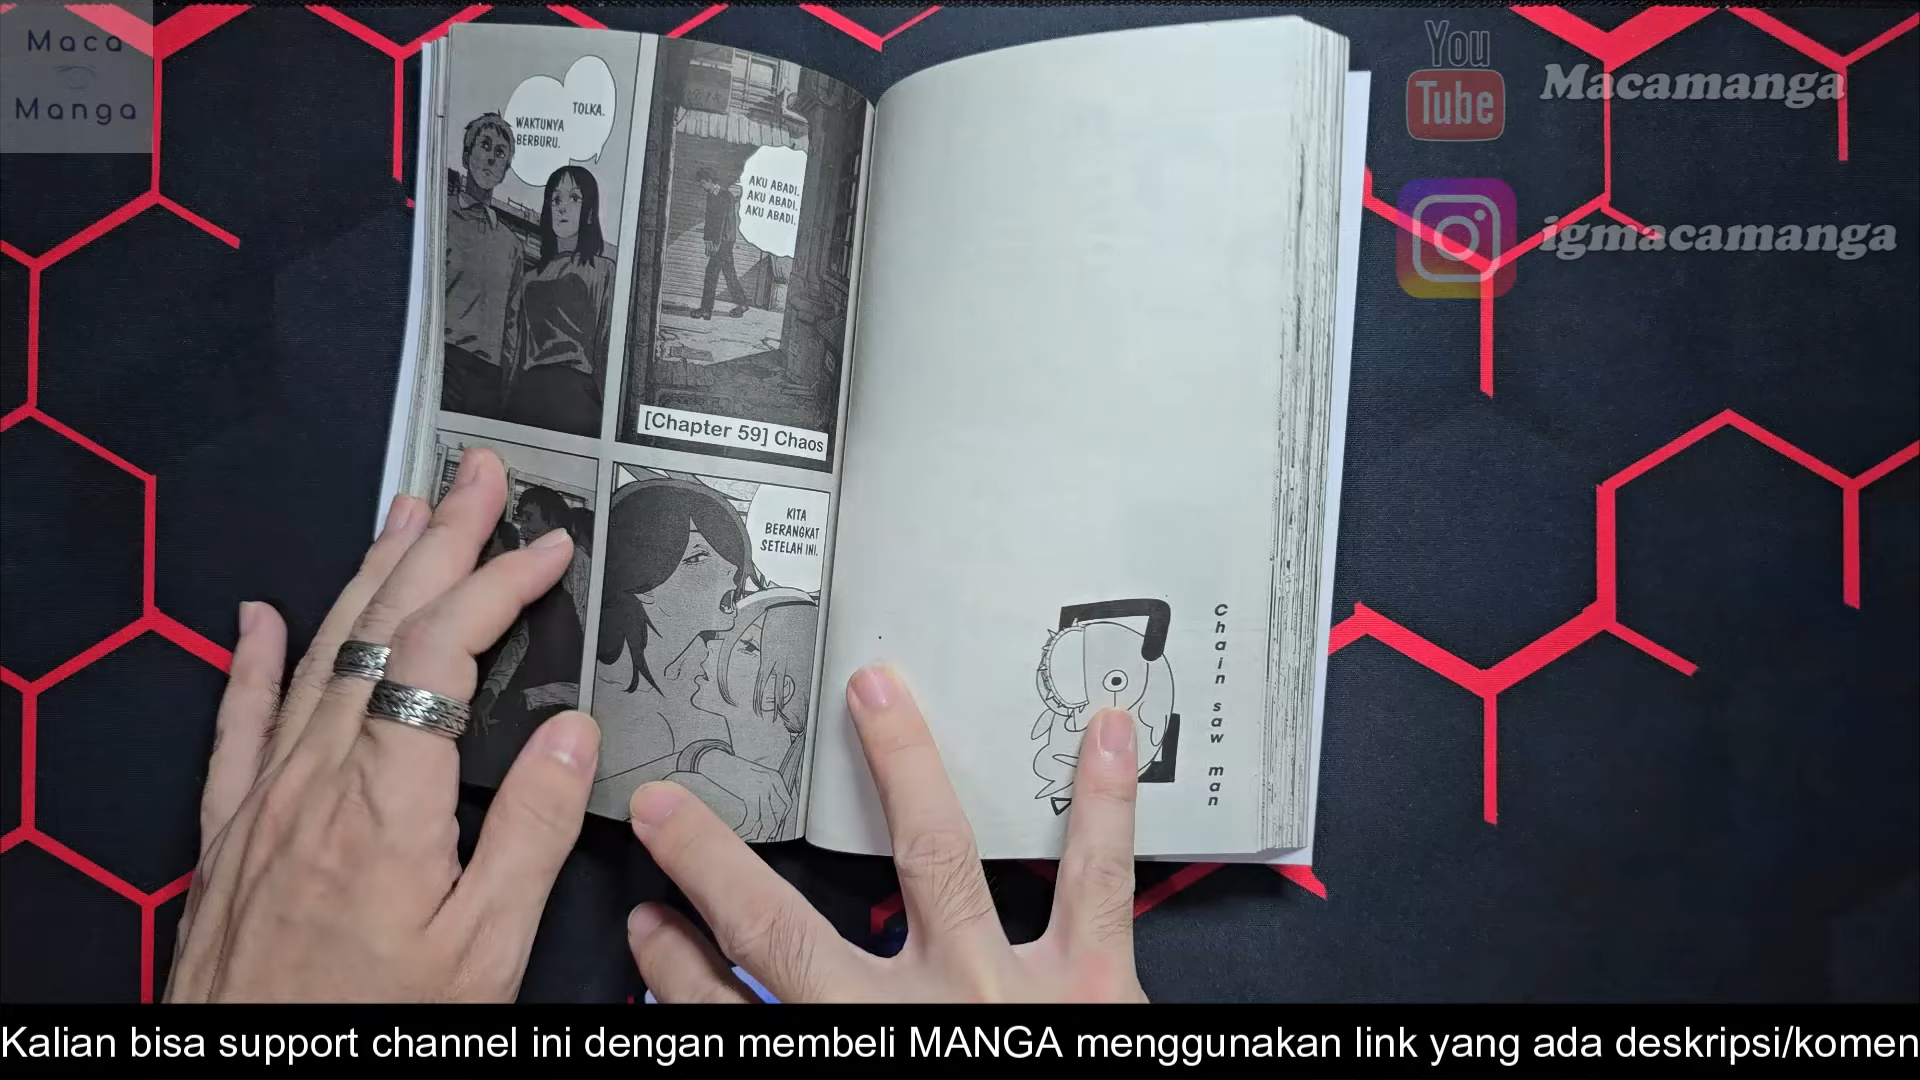 Maca
Manga
You
Tube
Macamanga
igmacamanga
TOLKA.
WAKTUNYA
BERBURU.
AKU ABADI.
AKU ABADI.
AKU ABADI.
[Chapter 59] Chaos
KITA
BERANGKAT
SETELAH INI.
Chain saw man
Kalian bisa support channel ini dengan membeli MANGA menggunakan link yang ada deskripsi/komen